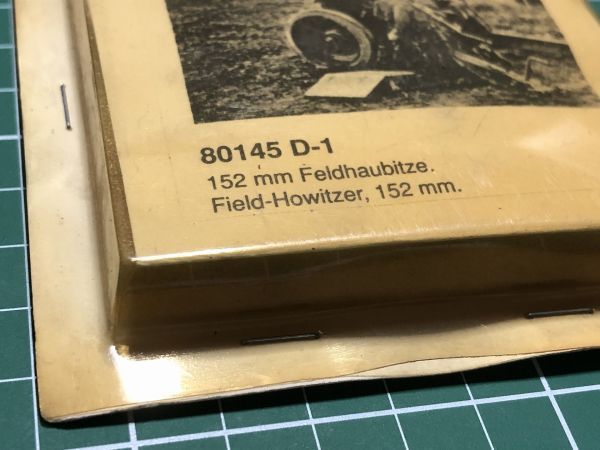 80145 D-1
152 mm Feldhaubitze.
Field-Howitzer, 152 mm.